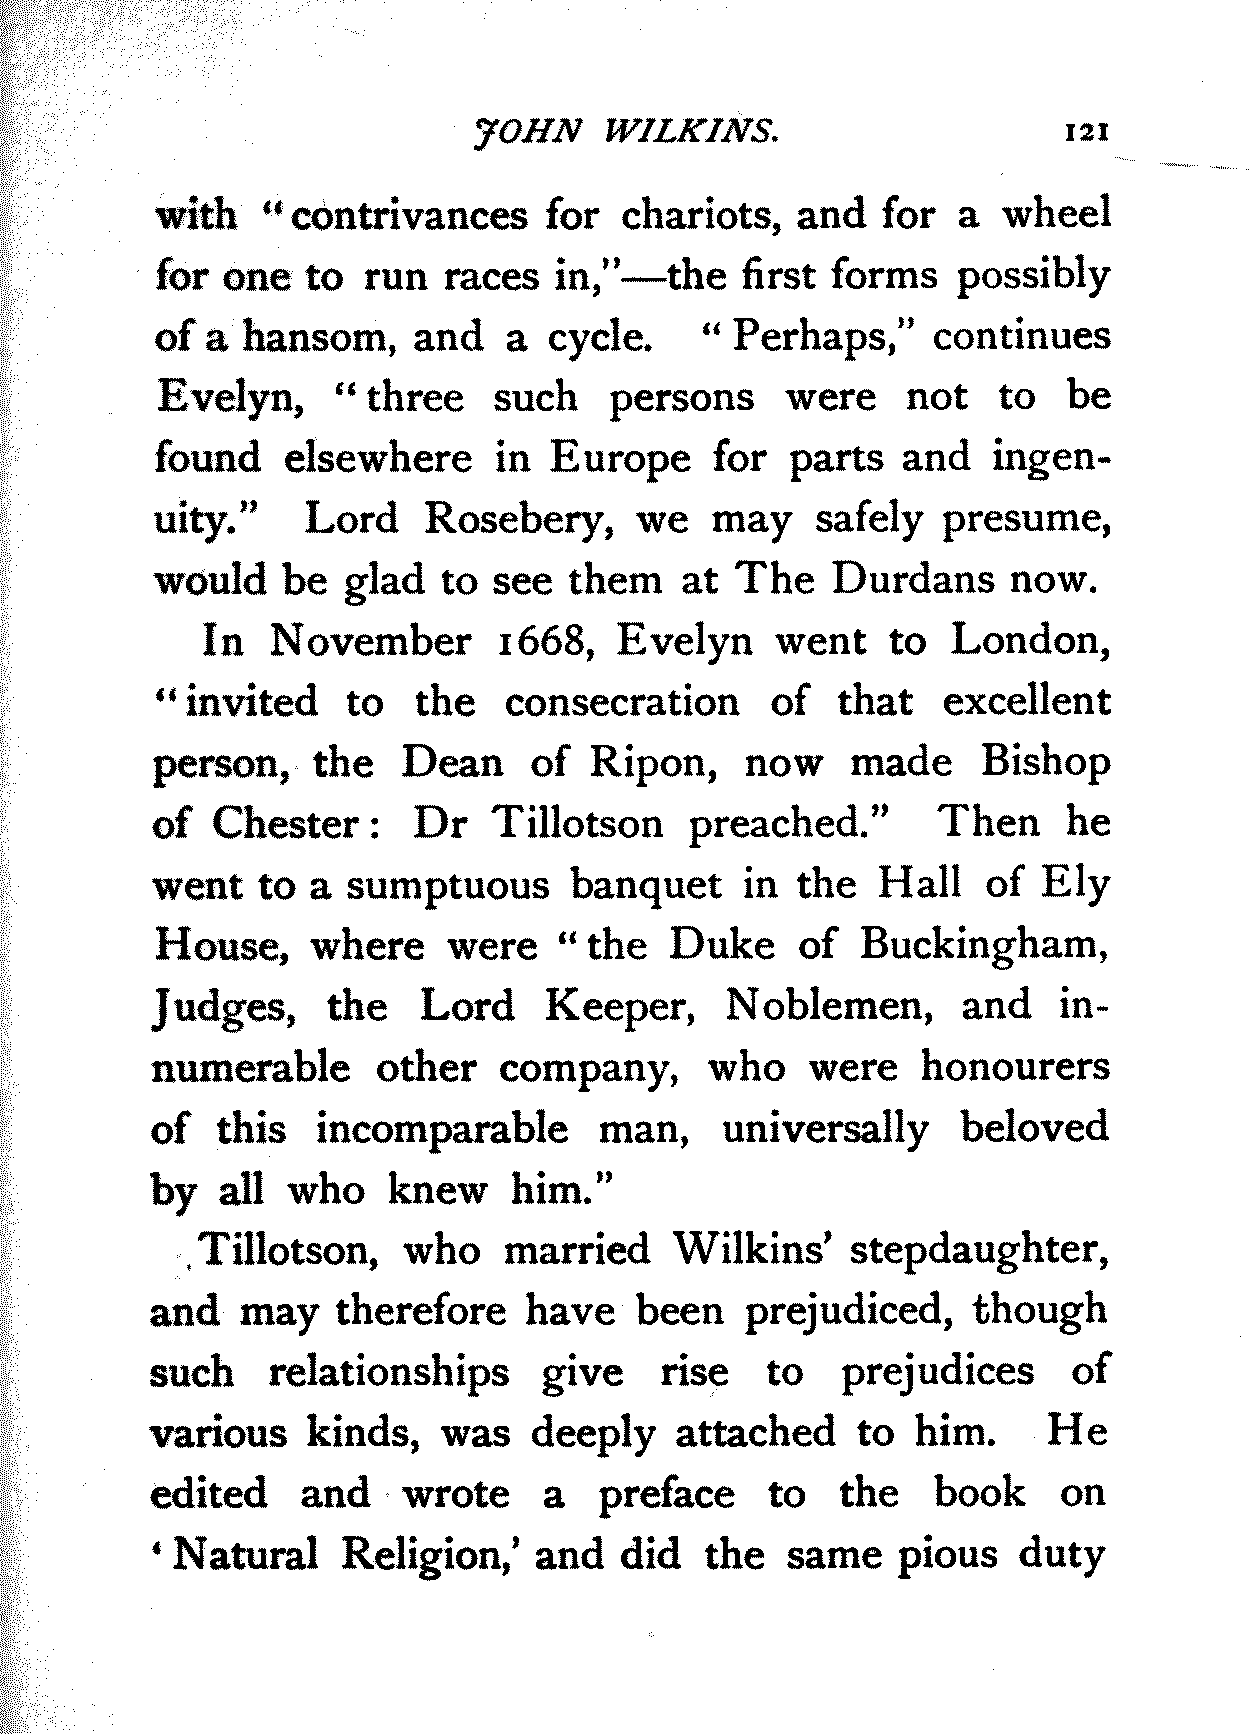 JOHN WILKINS. 121
with "contrivances for chariots, and for a wheel
for one to run races in,"—the first forms possibly
of a hansom, and a cycle. "Perhaps," continues
Evelyn, "three such persons were not to be
found elsewhere in Europe for parts and ingen-
uity." Lord Rosebery, we may safely presume,
would be glad to see them at The Durdans now.
In November 1668, Evelyn went to London,
"invited to the consecration of that excellent
person, the Dean of Ripon, now made Bishop
of Chester: Dr Tillotson preached." Then he
went to a sumptuous banquet in the Hall of Ely
House, where were "the Duke of Buckingham,
Judges, the Lord Keeper, Noblemen, and in-
numerable other company, who were honourers
of this incomparable man, universally beloved
by all who knew him."
Tillotson, who married Wilkins' stepdaughter,
and may therefore have been prejudiced, though
such relationships give rise to prejudices of
various kinds, was deeply attached to him. He
edited and wrote a preface to the book on
'Natural Religion,' and did the same pious duty